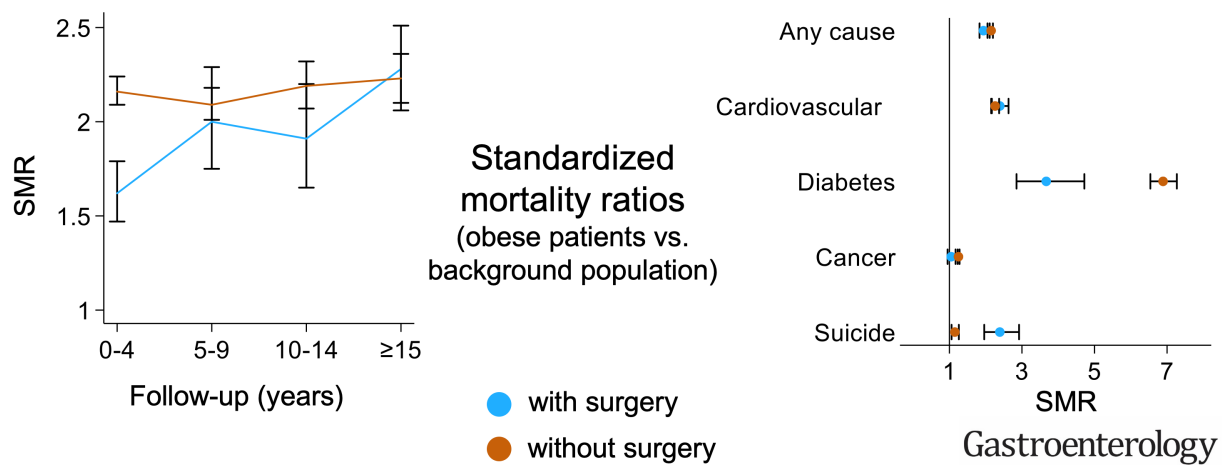 2.5
2
1.5
1
SMR
0-4
5-9
10-14
≥15
Follow-up (years)
Standardized
mortality ratios
(obese patients vs.
background population)
with surgery
without surgery
Any cause
Cardiovascular
Diabetes
Cancer
Suicide
1
3
5
7
SMR
Gastroenterology